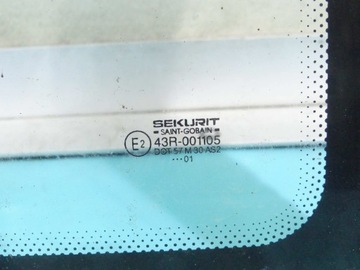 SEKURIT
SAINT-GOBAIN
E2 43R-001105
DOT 57 M 30 AS2
···01